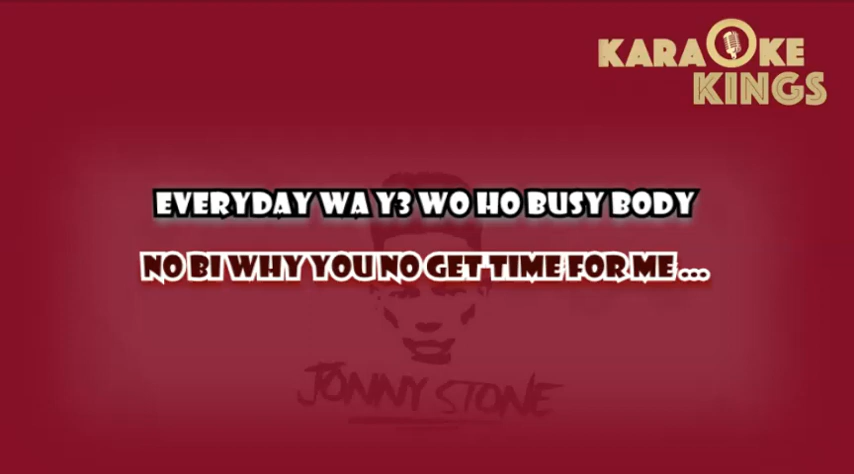 KARAOKE
KINGS
EVERYDAY WA Y3 WO HO BUSY BODY
NO BI WHY YOU NO GET TIME FOR ME ...
JONNY STONE